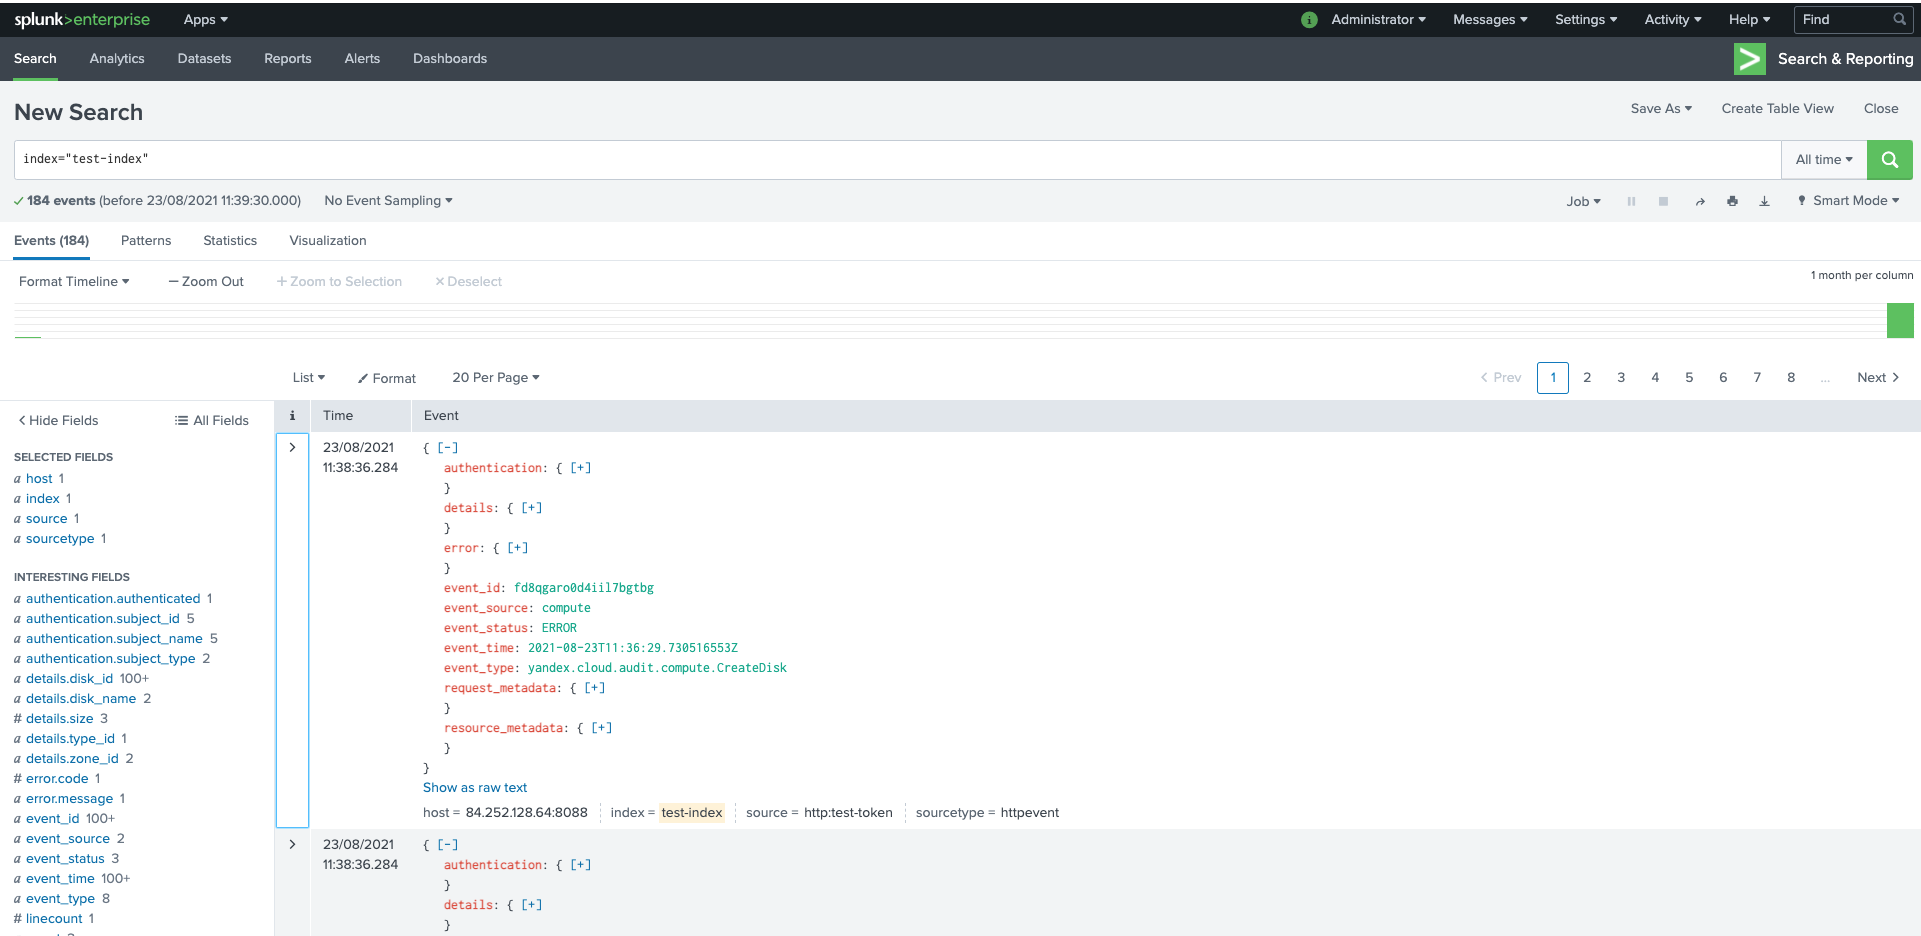 splunk>enterprise Apps Administrator Messages Settings Activity Help Find
Search Analytics Datasets Reports Alerts Dashboards Search & Reporting
New Search Save As Create Table View Close
index="test-index" All time
184 events (before 23/08/2021 11:39:30.000) No Event Sampling Job Smart Mode
Events (184) Patterns Statistics Visualization
Format Timeline — Zoom Out + Zoom to Selection × Deselect 1 month per column
List Format 20 Per Page < Prev 1 2 3 4 5 6 7 8 ... Next >
< Hide Fields All Fields
SELECTED FIELDS
a host 1
a index 1
a source 1
a sourcetype 1
INTERESTING FIELDS
a authentication.authenticated 1
a authentication.subject_id 5
a authentication.subject_name 5
a authentication.subject_type 2
a details.disk_id 100+
a details.disk_name 2
# details.size 3
a details.type_id 1
a details.zone_id 2
# error.code 1
a error.message 1
a event_id 100+
a event_source 2
a event_status 3
a event_time 100+
a event_type 8
# linecount 1
i Time Event
> 23/08/2021 { [-]
11:38:36.284 authentication: { [+]
}
details: { [+]
}
error: { [+]
}
event_id: fd8qgaro0d4iil7bgtbg
event_source: compute
event_status: ERROR
event_time: 2021-08-23T11:36:29.730516553Z
event_type: yandex.cloud.audit.compute.CreateDisk
request_metadata: { [+]
}
resource_metadata: { [+]
}
}
Show as raw text
host = 84.252.128.64:8088 index = test-index source = http:test-token sourcetype = httpevent
> 23/08/2021 { [-]
11:38:36.284 authentication: { [+]
}
details: { [+]
}